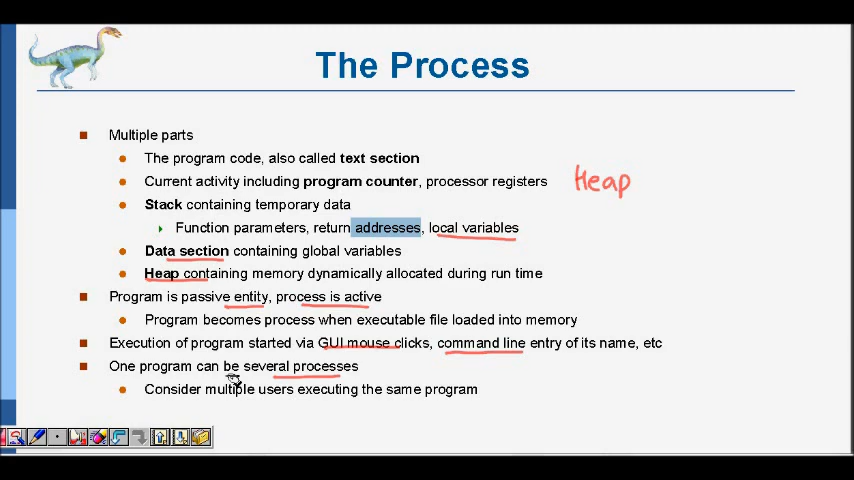 The Process
Multiple parts
The program code, also called text section
Current activity including program counter, processor registers
Heap
Stack containing temporary data
Function parameters, return addresses, local variables
Data section containing global variables
Heap containing memory dynamically allocated during run time
Program is passive entity, process is active
Program becomes process when executable file loaded into memory
Execution of program started via GUI mouse clicks, command line entry of its name, etc
One program can be several processes
Consider multiple users executing the same program